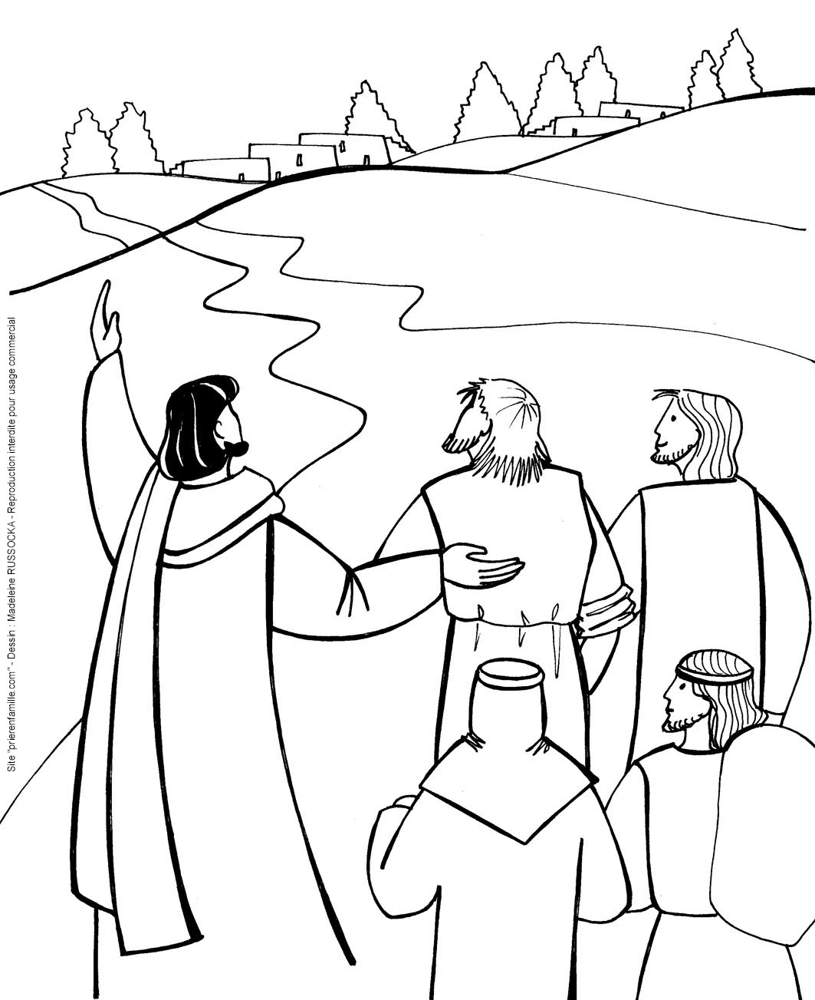 Site "prierenfamille.com" - Dessin : Madeleine RUSSOCKA - Reproduction interdite pour usage commercial